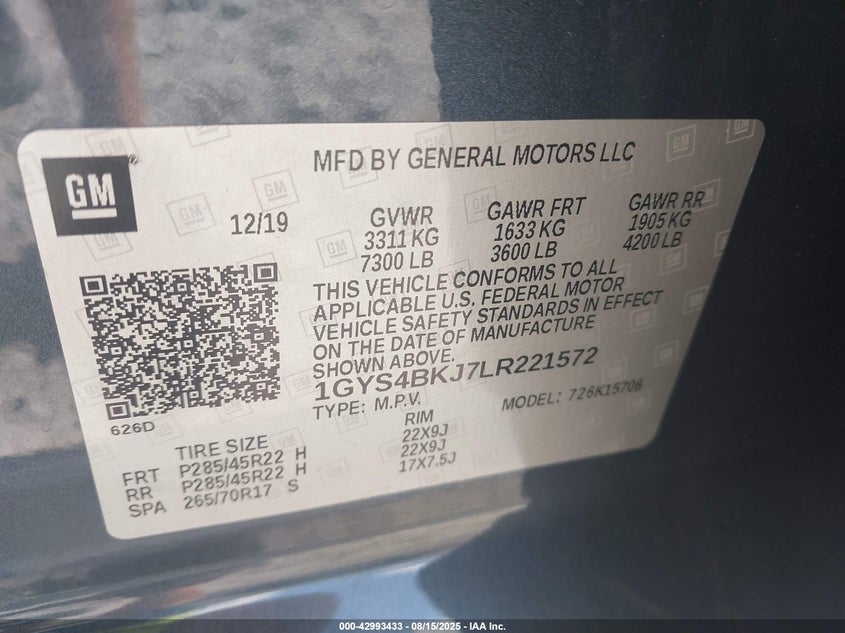 GM
MFD BY GENERAL MOTORS LLC
12/19
GVWR
3311 KG
7300 LB
GAWR FRT
1633 KG
3600 LB
GAWR RR
1905 KG
4200 LB
THIS VEHICLE CONFORMS TO ALL
APPLICABLE U.S. FEDERAL MOTOR
VEHICLE SAFETY STANDARDS IN EFFECT
ON THE DATE OF MANUFACTURE
SHOWN ABOVE.
1GYS4BKJ7LR221572
TYPE: M.P.V.
MODEL: 726K15706
626D
TIRE SIZE
RIM
FRT P285/45R22 H 22X9J
RR P285/45R22 H 22X9J
SPA 265/70R17 S 17X7.5J
000-42993433 - 08/15/2025 - IAA Inc.